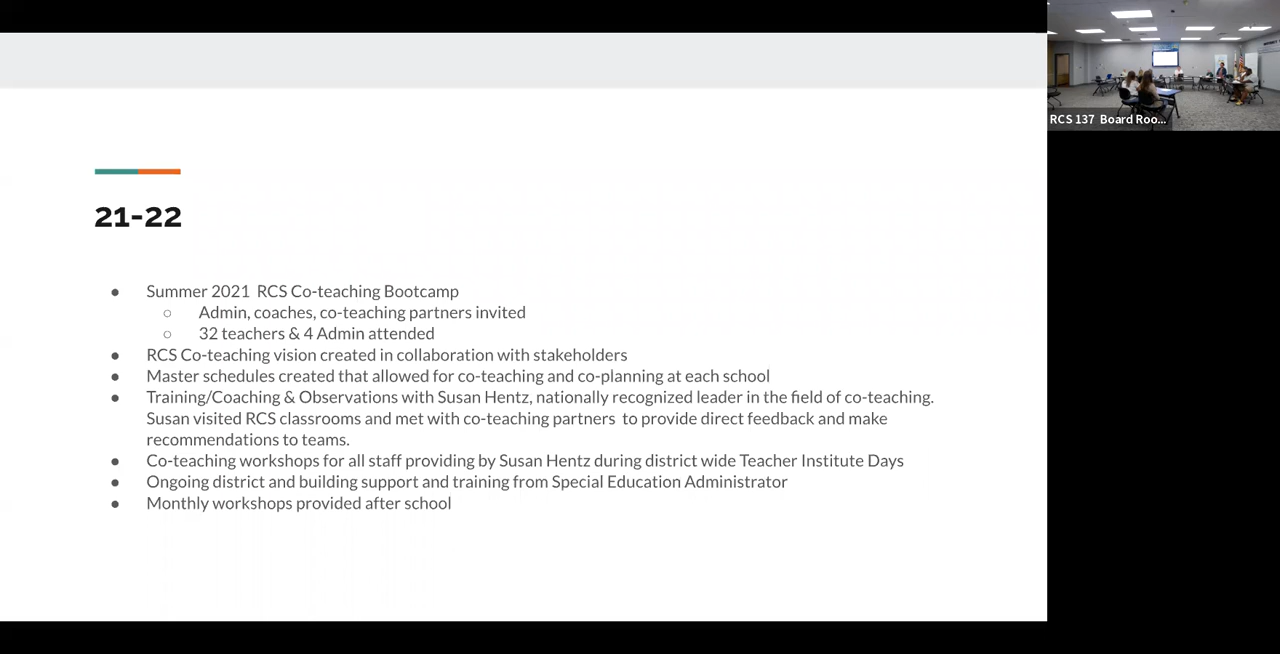 21-22
● Summer 2021 RCS Co-teaching Bootcamp
○ Admin, coaches, co-teaching partners invited
○ 32 teachers & 4 Admin attended
● RCS Co-teaching vision created in collaboration with stakeholders
● Master schedules created that allowed for co-teaching and co-planning at each school
● Training/Coaching & Observations with Susan Hentz, nationally recognized leader in the field of co-teaching.
Susan visited RCS classrooms and met with co-teaching partners to provide direct feedback and make
recommendations to teams.
● Co-teaching workshops for all staff providing by Susan Hentz during district wide Teacher Institute Days
● Ongoing district and building support and training from Special Education Administrator
● Monthly workshops provided after school
RCS 137 Board Roo...